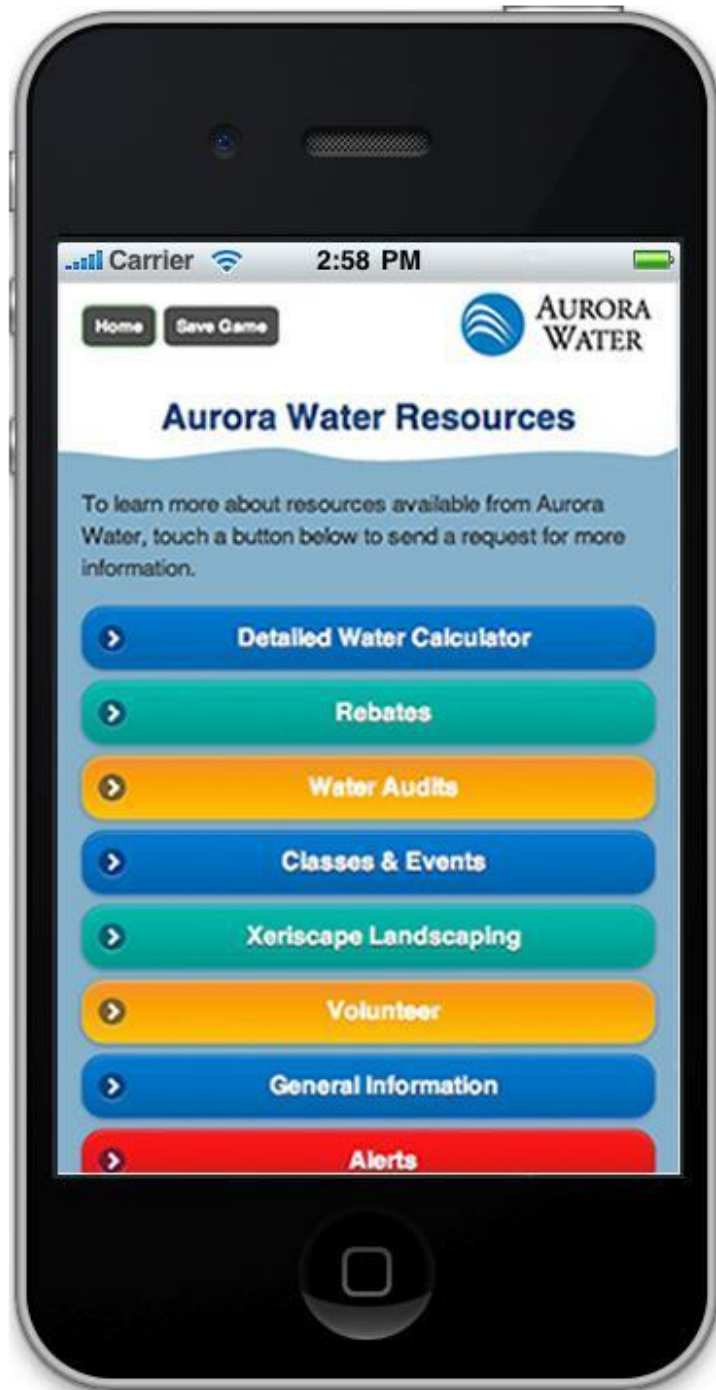 Carrier 2:58 PM
Home Save Game
AURORA
WATER
Aurora Water Resources
To learn more about resources available from Aurora
Water, touch a button below to send a request for more
information.
Detailed Water Calculator
Rebates
Water Audits
Classes & Events
Xeriscape Landscaping
Volunteer
General Information
Alerts